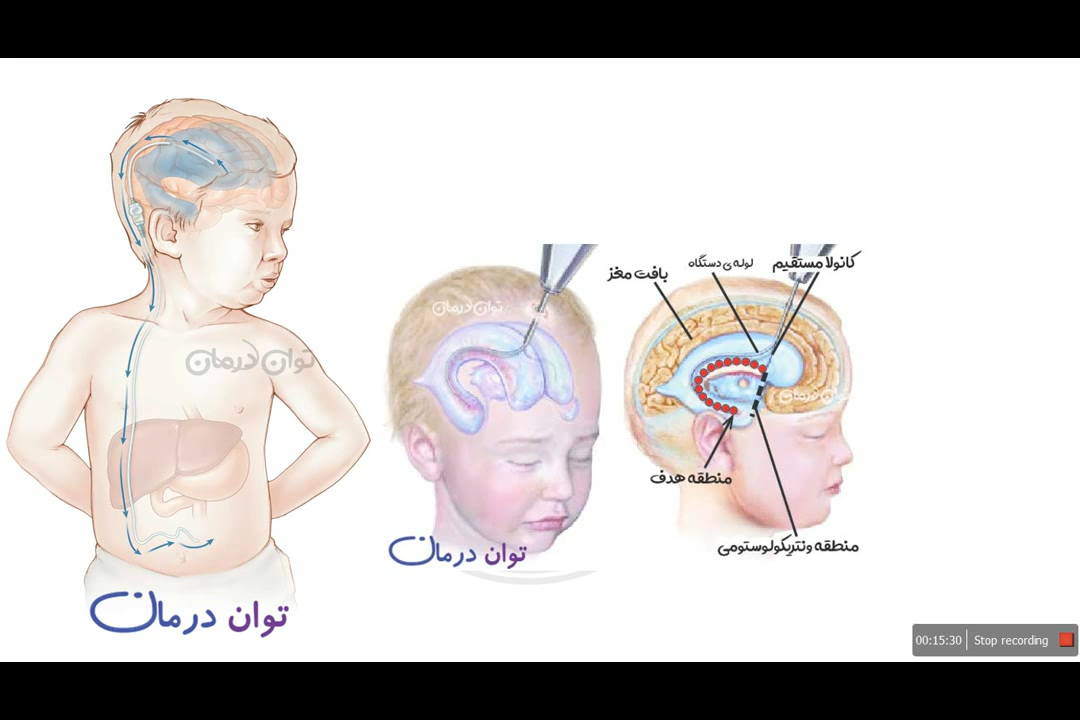 توان درمان
توان درمان
توان درمان
توان درمان
بافت مغز
لوله ی دستگاه
کانولا مستقیم
توان درمان
منطقه هدف
منطقه ونتریکولوستومی
00:15:30 Stop recording